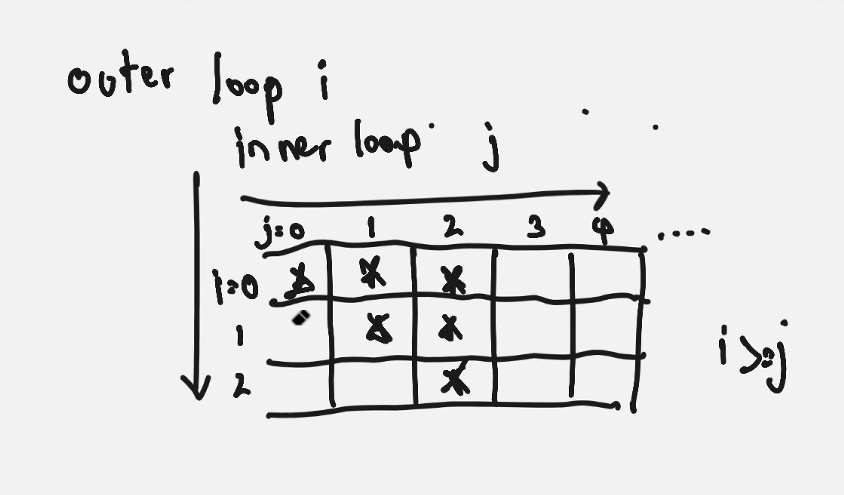 outer loop i
inner loop j
j=0 1 2 3 4 .....
i=0 * * *
1 * *
2 *
i>=j